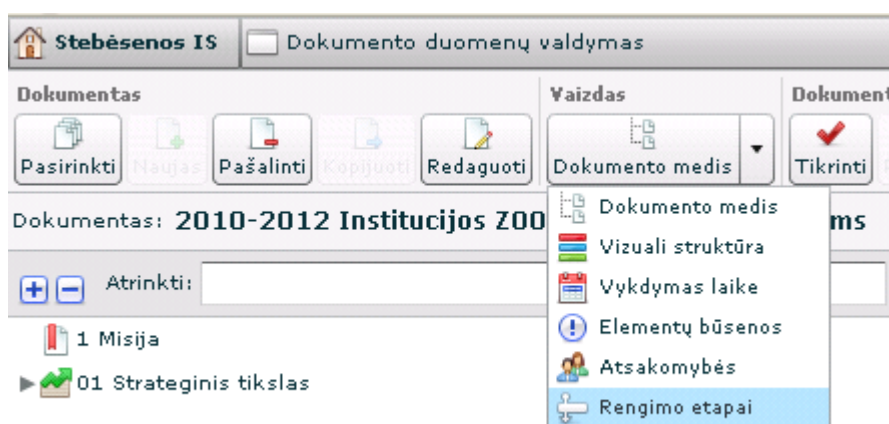 Stebėsenos IS Dokumento duomenų valdymas
Dokumentas Vaizdas Dokument
Pasirinkti Naujas Pašalinti Kopijuoti Redaguoti Dokumento medis Tikrinti
Dokumentas: 2010-2012 Institucijos ZOO ms
Atrinkti:
Dokumento medis
Vizuali struktūra
Vykdymas laike
Elementų būsenos
Atsakomybės
Rengimo etapai
1 Misija
01 Strateginis tikslas